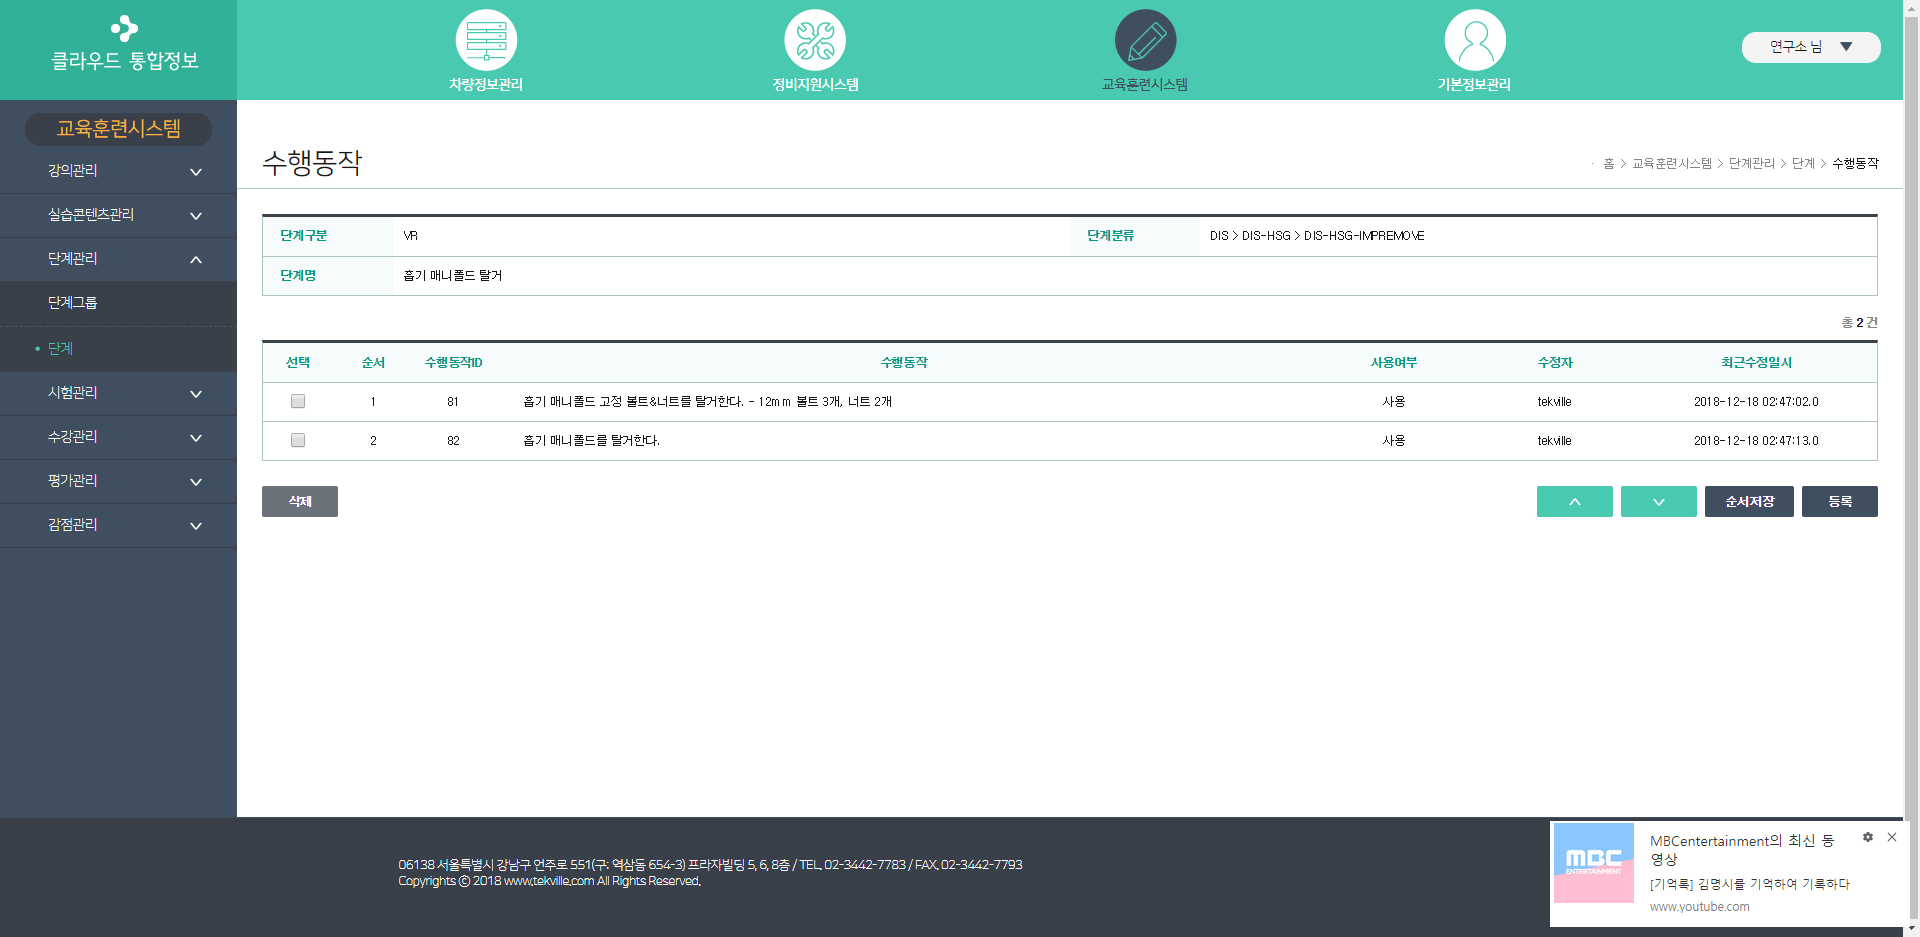 클라우드 통합정보
차량정보관리
정비지원시스템
교육훈련시스템
기본정보관리
연구소 님 ▼
교육훈련시스템
강의관리
실습콘텐츠관리
단계관리
단계그룹
• 단계
시험관리
수강관리
평가관리
감점관리
수행동작
· 홈 > 교육훈련시스템 > 단계관리 > 단계 > 수행동작
단계구분 VR 단계분류 DIS > DIS-HSG > DIS-HSG-IMPREMOVE
단계명 흡기 매니폴드 탈거
총 2 건
선택 순서 수행동작ID 수행동작 사용여부 수정자 최근수정일시
1 81 흡기 매니폴드 고정 볼트&너트를 탈거한다. - 12mm 볼트 3개, 너트 2개 사용 tekville 2018-12-18 02:47:02.0
2 82 흡기 매니폴드를 탈거한다. 사용 tekville 2018-12-18 02:47:13.0
삭제 순서저장 등록
06138 서울특별시 강남구 언주로 551(구: 역삼동 654-3) 프라자빌딩 5, 6, 8층 / TEL. 02-3442-7783 / FAX. 02-3442-7793
Copyrights ⓒ 2018 www.tekville.com All Rights Reserved.
MBC
ENTERTAINMENT
MBCentertainment의 최신 동
영상
[기억록] 김명시를 기억하여 기록하다
www.youtube.com